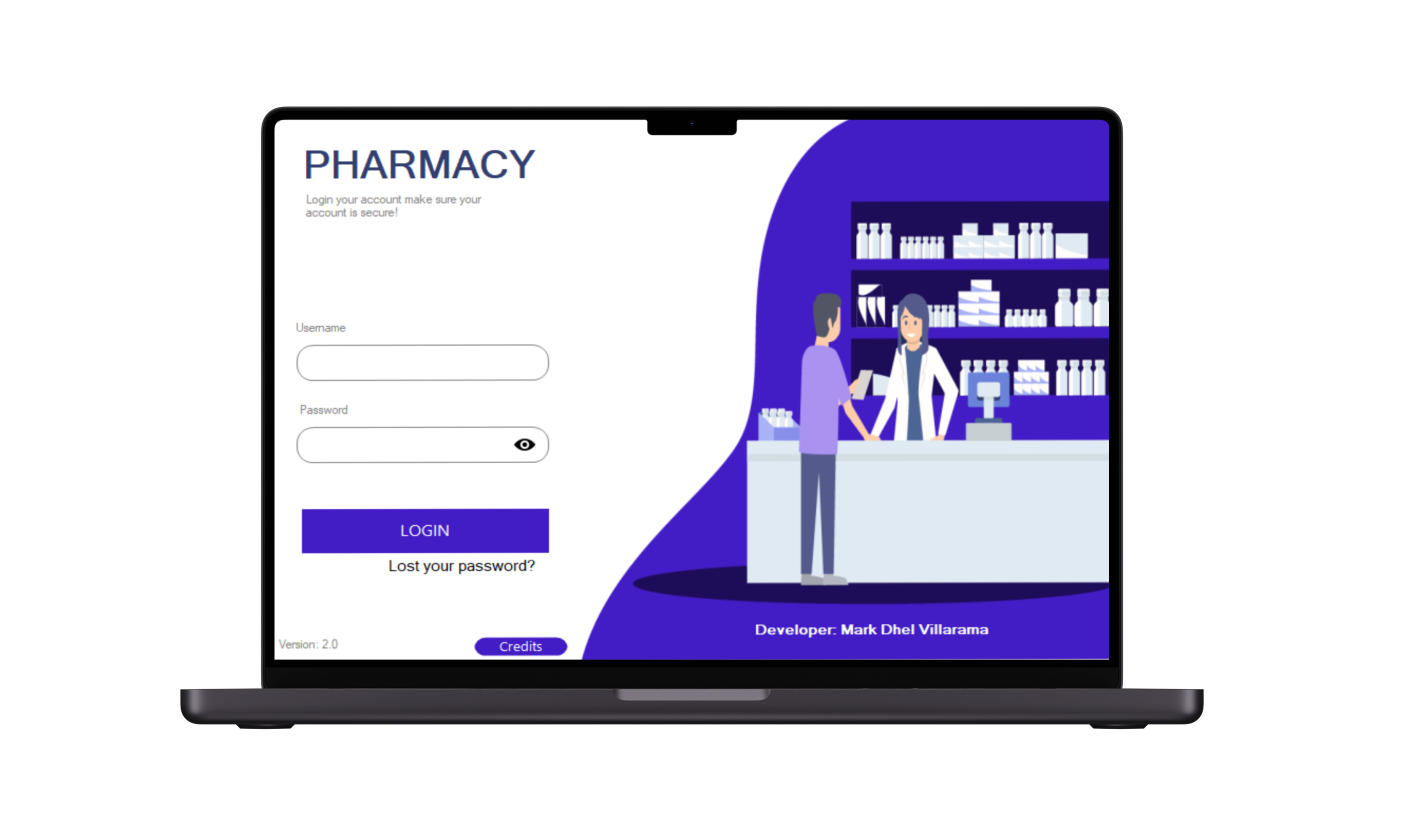 PHARMACY
Login your account make sure your
account is secure!
Username
Password
LOGIN
Lost your password?
Version: 2.0
Credits
Developer: Mark Dhel Villarama